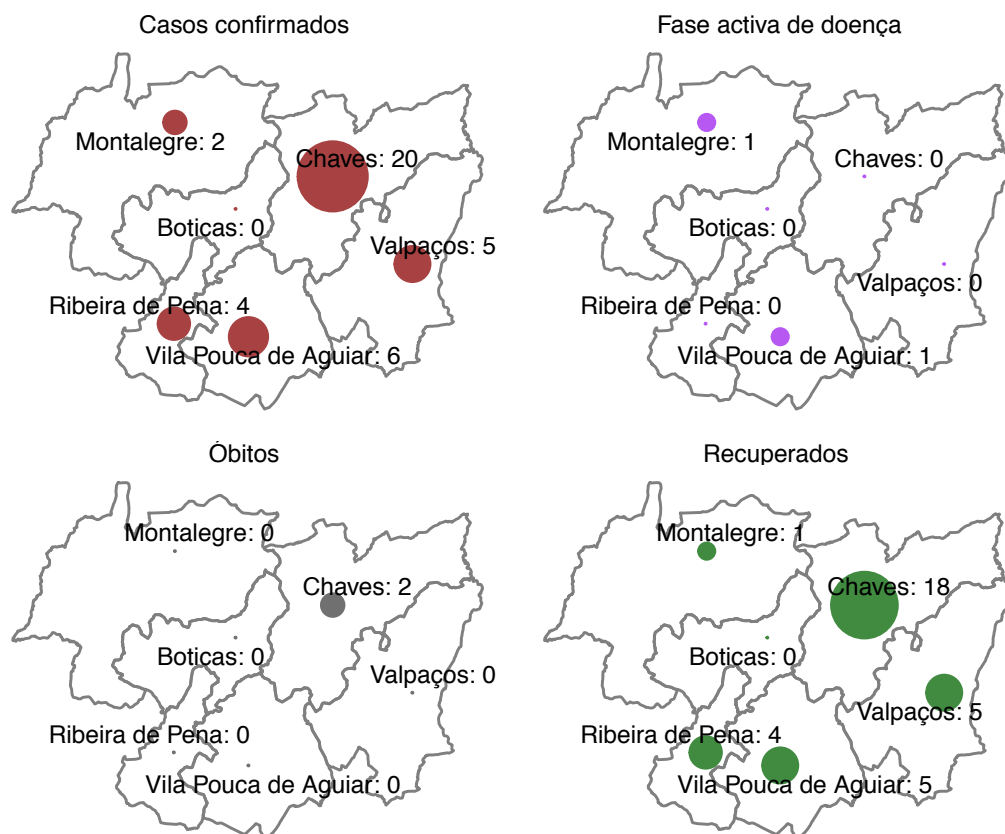 Casos confirmados
Montalegre: 2
Chaves: 20
Boticas: 0
Valpaços: 5
Ribeira de Pena: 4
Vila Pouca de Aguiar: 6
Fase activa de doença
Montalegre: 1
Chaves: 0
Boticas: 0
Valpaços: 0
Ribeira de Pena: 0
Vila Pouca de Aguiar: 1
Óbitos
Montalegre: 0
Chaves: 2
Boticas: 0
Valpaços: 0
Ribeira de Pena: 0
Vila Pouca de Aguiar: 0
Recuperados
Montalegre: 1
Chaves: 18
Boticas: 0
Valpaços: 5
Ribeira de Pena: 4
Vila Pouca de Aguiar: 5